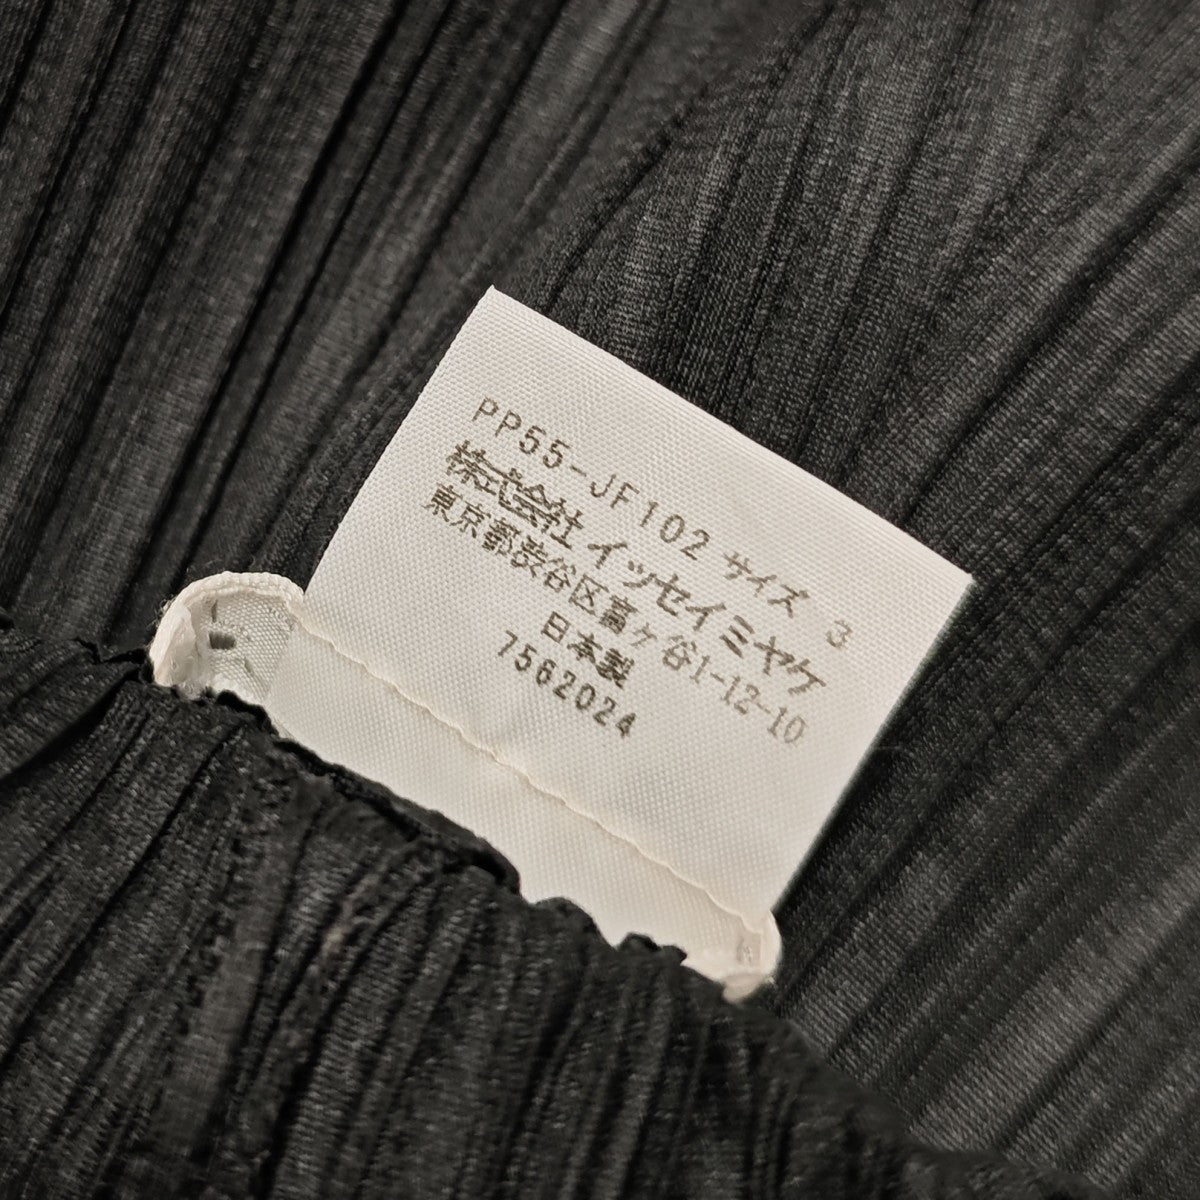 PP55-JF102 サイズ 3
株式会社 イッセイミヤケ
東京都渋谷区富ヶ谷1-12-10
日本製
7562024